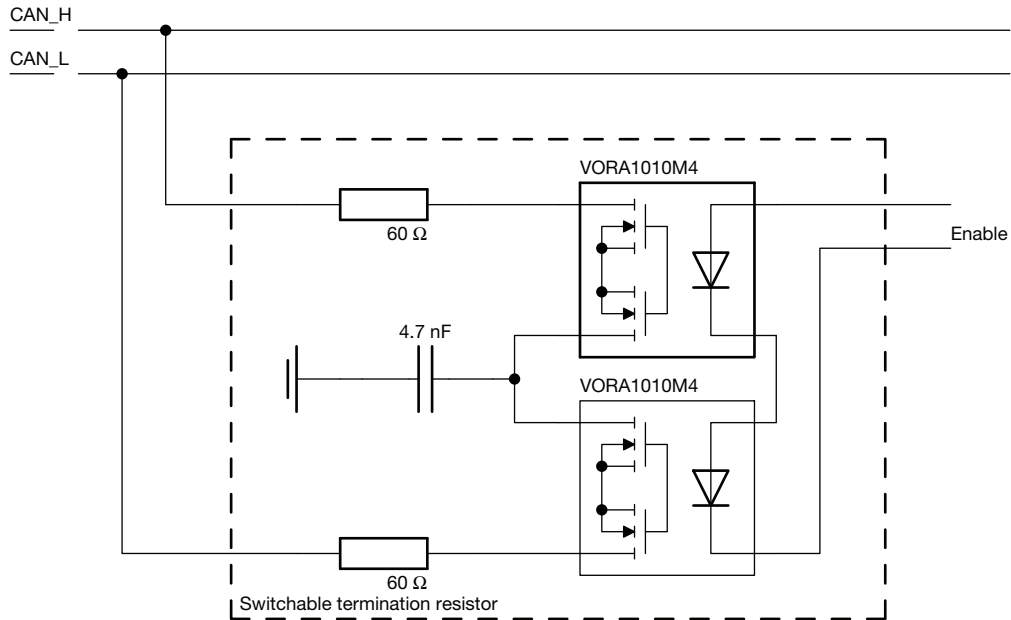 CAN_H
CAN_L
VORA1010M4
60 Ω
Enable
4.7 nF
VORA1010M4
60 Ω
Switchable termination resistor